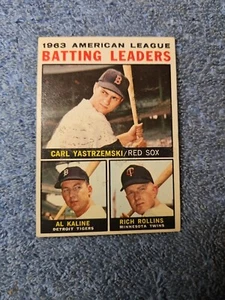 1963 AMERICAN LEAGUE
BATTING LEADERS
B
CARL YASTRZEMSKI/RED SOX
AL KALINE
DETROIT TIGERS
RICH ROLLINS
MINNESOTA TWINS